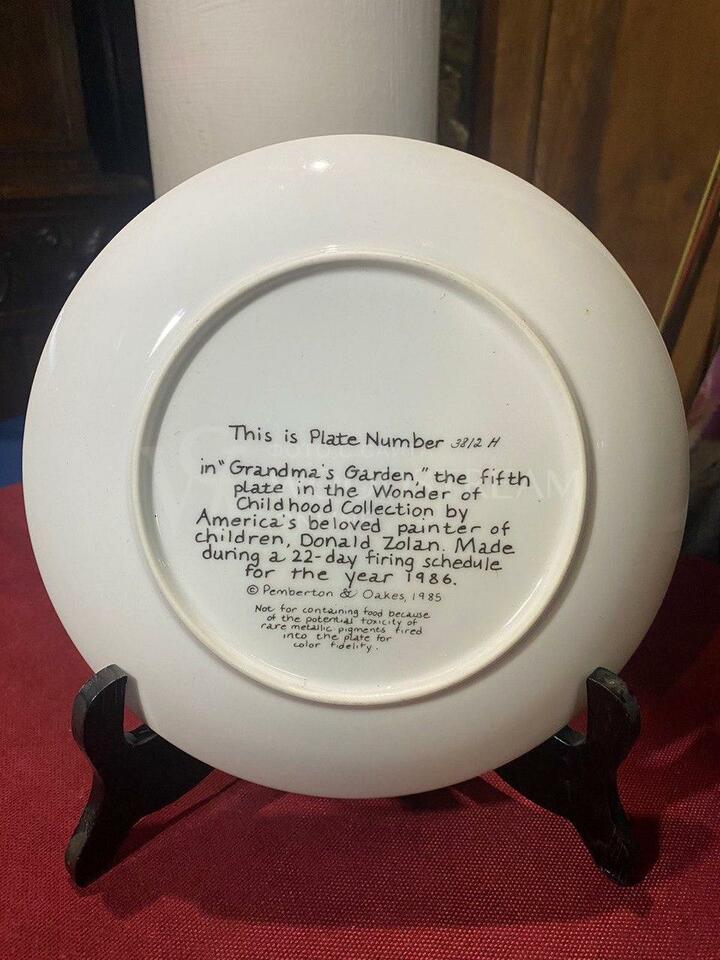 This is Plate Number 3812 H
in "Grandma's Garden," the fifth
plate in the Wonder of
Childhood Collection by
America's beloved painter of
children, Donald Zolan. Made
during a 22-day firing schedule
for the year 1986.
© Pemberton & Oakes, 1985
Not for containing food because
of the potential toxicity of
rare metallic pigments fired
into the plate for
color fidelity.